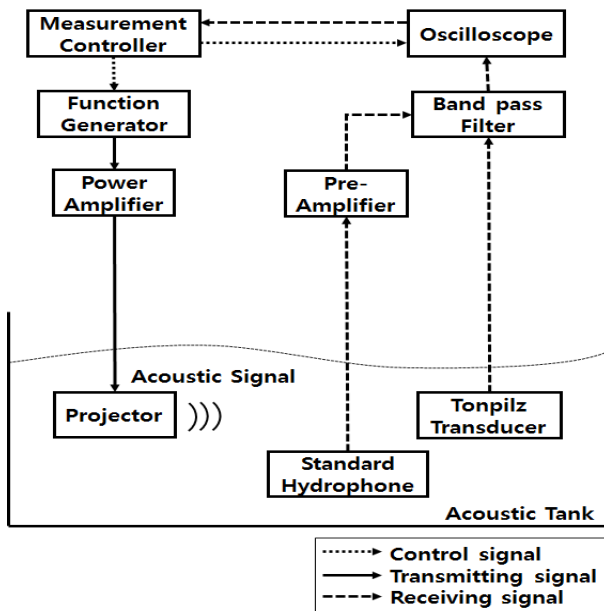 Measurement
Controller
Oscilloscope
Function
Generator
Band pass
Filter
Power
Amplifier
Pre-
Amplifier
Acoustic Signal
Projector
Tonpilz
Transducer
Standard
Hydrophone
Acoustic Tank
Control signal
Transmitting signal
Receiving signal